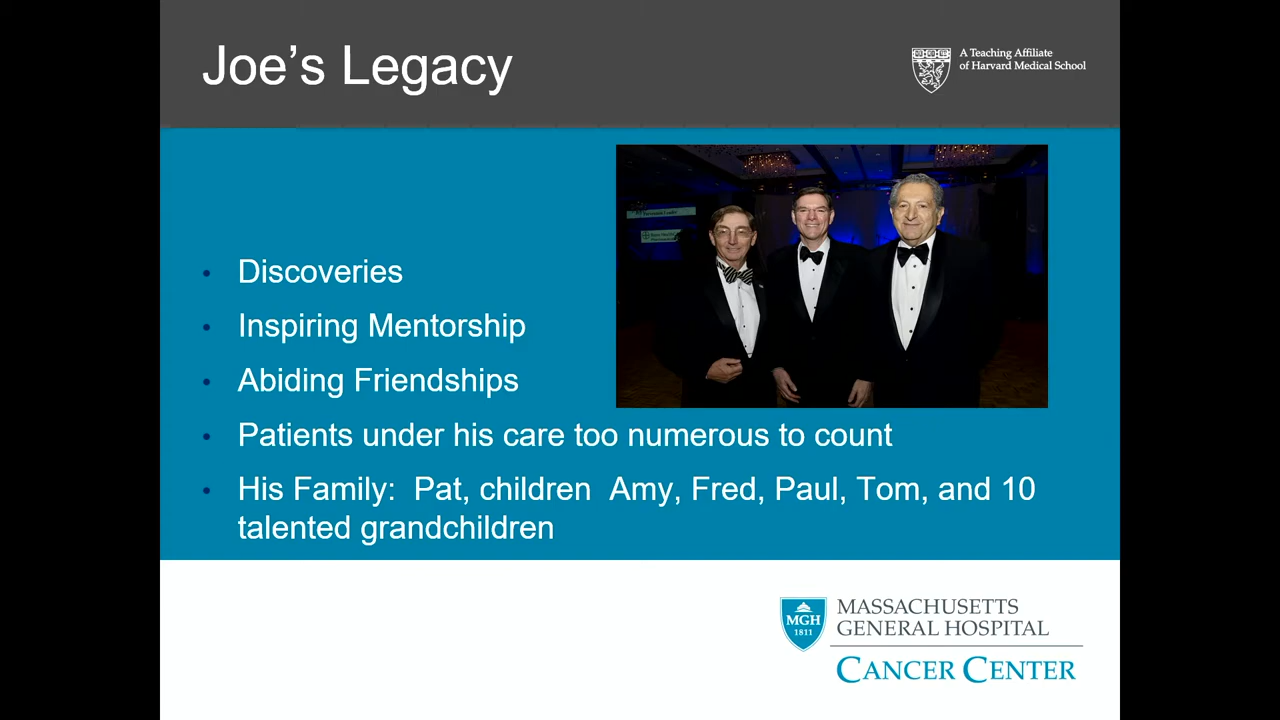 Joe’s Legacy
A Teaching Affiliate
of Harvard Medical School
• Discoveries
• Inspiring Mentorship
• Abiding Friendships
• Patients under his care too numerous to count
• His Family:  Pat, children  Amy, Fred, Paul, Tom, and 10
talented grandchildren
MGH
1811
MASSACHUSETTS
GENERAL HOSPITAL
CANCER CENTER